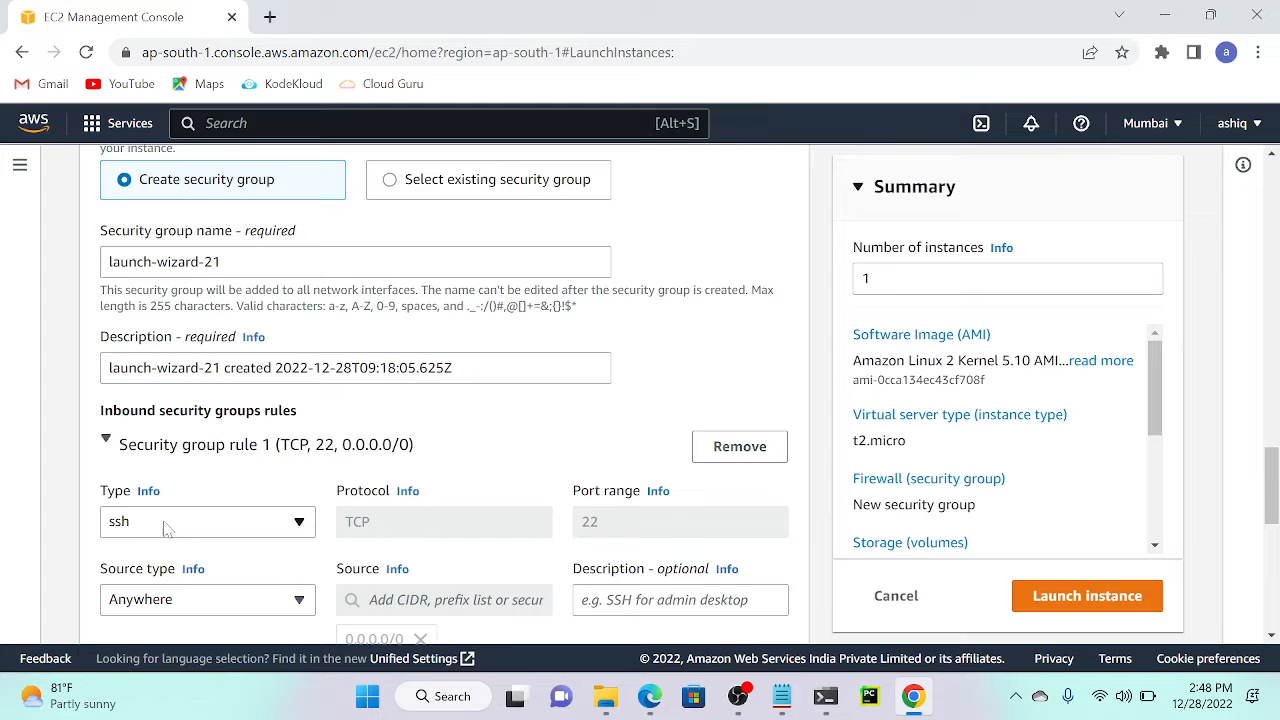 EC2 Management Console
ap-south-1.console.aws.amazon.com/ec2/home?region=ap-south-1#LaunchInstances:
a
Gmail
YouTube
Maps
KodeKloud
Cloud Guru
aws
Services
Search
[Alt+S]
Mumbai
ashiq
your instance.
Create security group
Select existing security group
Security group name - required
launch-wizard-21
This security group will be added to all network interfaces. The name can't be edited after the security group is created. Max
length is 255 characters. Valid characters: a-z, A-Z, 0-9, spaces, and ._-:/()#,@[]+=&;{}!$*
Description - required Info
launch-wizard-21 created 2022-12-28T09:18:05.625Z
Inbound security groups rules
Security group rule 1 (TCP, 22, 0.0.0.0/0)
Remove
Type Info
Protocol Info
Port range Info
ssh
TCP
22
Source type Info
Source Info
Description - optional Info
Anywhere
Add CIDR, prefix list or secur
e.g. SSH for admin desktop
0.0.0.0/0
Summary
Number of instances Info
1
Software Image (AMI)
Amazon Linux 2 Kernel 5.10 AMI...read more
ami-0cca134ec43cf708f
Virtual server type (instance type)
t2.micro
Firewall (security group)
New security group
Storage (volumes)
Cancel
Launch instance
Feedback
Looking for language selection? Find it in the new Unified Settings
© 2022, Amazon Web Services India Private Limited or its affiliates.
Privacy
Terms
Cookie preferences
81°F
Partly sunny
Search
PC
2:48 PM
12/28/2022